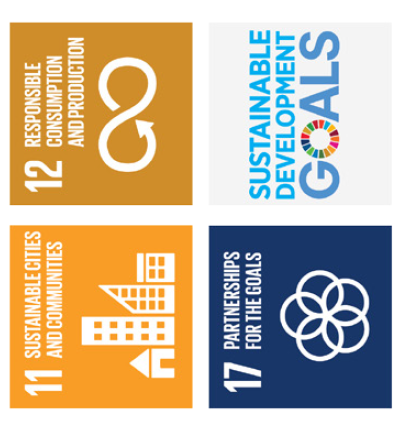 11 SUSTAINABLE CITIES
AND COMMUNITIES
12 RESPONSIBLE
CONSUMPTION
AND PRODUCTION
17 PARTNERSHIPS
FOR THE GOALS
SUSTAINABLE
DEVELOPMENT
GOALS